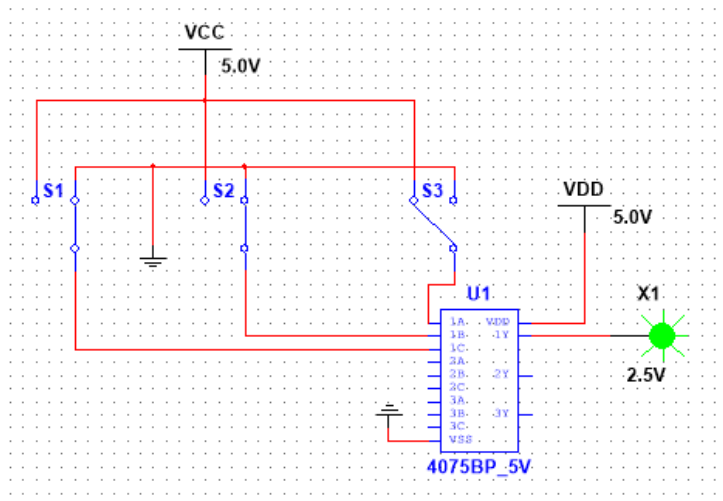 VCC
5.0V
S1
S2
S3
VDD
5.0V
U1
X1
1A
VDD
1B
1Y
1C
2A
2B
2Y
2C
3A
3B
3Y
3C
VSS
2.5V
4075BP_5V